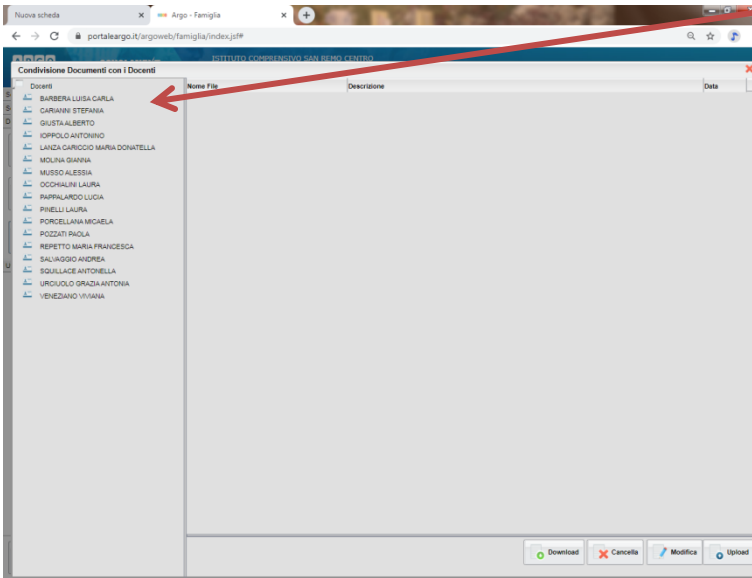 Nuova scheda
Argo - Famiglia
portaleargo.it/argoweb/famiglia/index.jsf#
ISTITUTO COMPRENSIVO SAN REMO CENTRO
Condivisione Documenti con i Docenti
Docenti Nome File Descrizione Data
BARBERA LUISA CARLA
CARIANNI STEFANIA
GIUSTA ALBERTO
IOPPOLO ANTONINO
LANZA CARICCIO MARIA DONATELLA
MOLINA GIANNA
MUSSO ALESSIA
OCCHIALINI LAURA
PAPPALARDO LUCIA
PINELLI LAURA
PORCELLANA MICAELA
POZZATI PAOLA
REPETTO MARIA FRANCESCA
SALVAGGIO ANDREA
SQUILLACE ANTONELLA
URCIUOLO GRAZIA ANTONIA
VENEZIANO VIVIANA
Download Cancella Modifica Upload